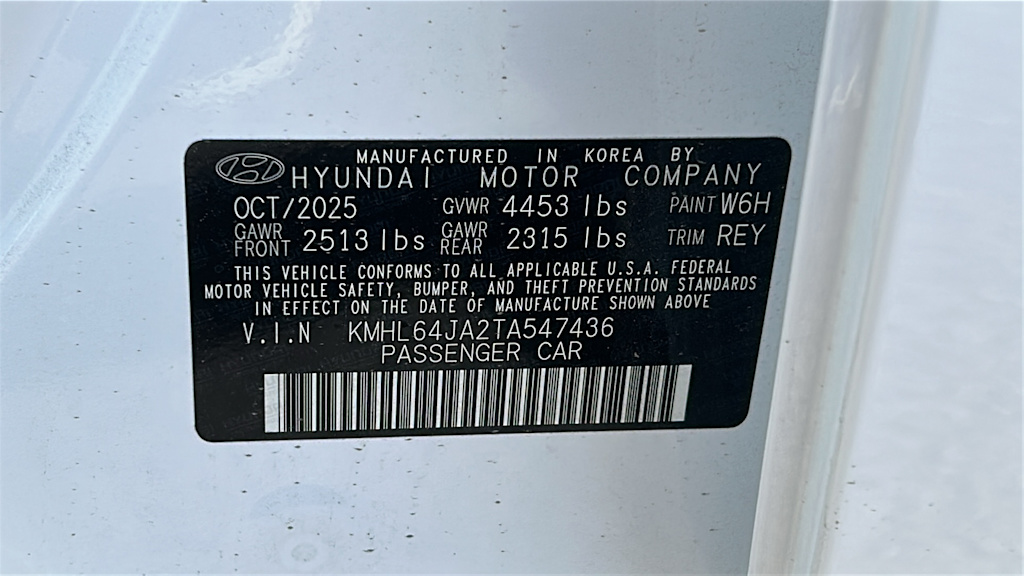 MANUFACTURED IN KOREA BY
HYUNDAI MOTOR COMPANY
OCT/2025 GVWR 4453 lbs PAINT W6H
GAWR FRONT 2513 lbs GAWR REAR 2315 lbs TRIM REY
THIS VEHICLE CONFORMS TO ALL APPLICABLE U.S.A. FEDERAL
MOTOR VEHICLE SAFETY, BUMPER, AND THEFT PREVENTION STANDARDS
IN EFFECT ON THE DATE OF MANUFACTURE SHOWN ABOVE
V.I.N KMHL64JA2TA547436
PASSENGER CAR